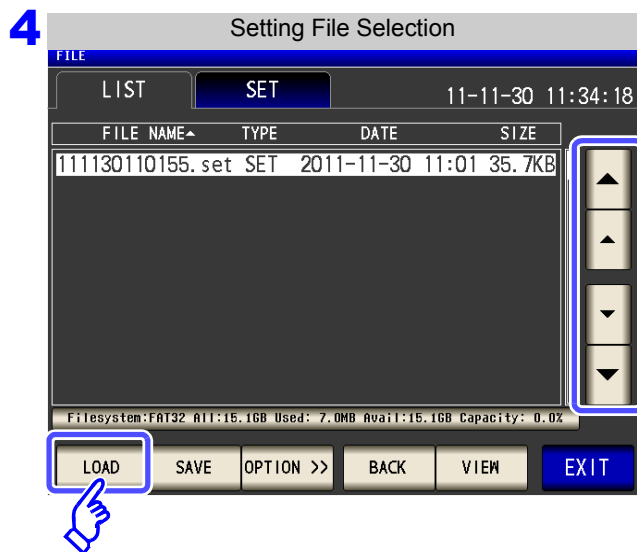 4 Setting File Selection
FILE
LIST SET 11-11-30 11:34:18
FILE NAME▲ TYPE DATE SIZE
111130110155.set SET 2011-11-30 11:01 35.7KB
Filesystem:FAT32 All:15.1GB Used: 7.0MB Avail:15.1GB Capacity: 0.0%
LOAD SAVE OPTION >> BACK VIEW EXIT